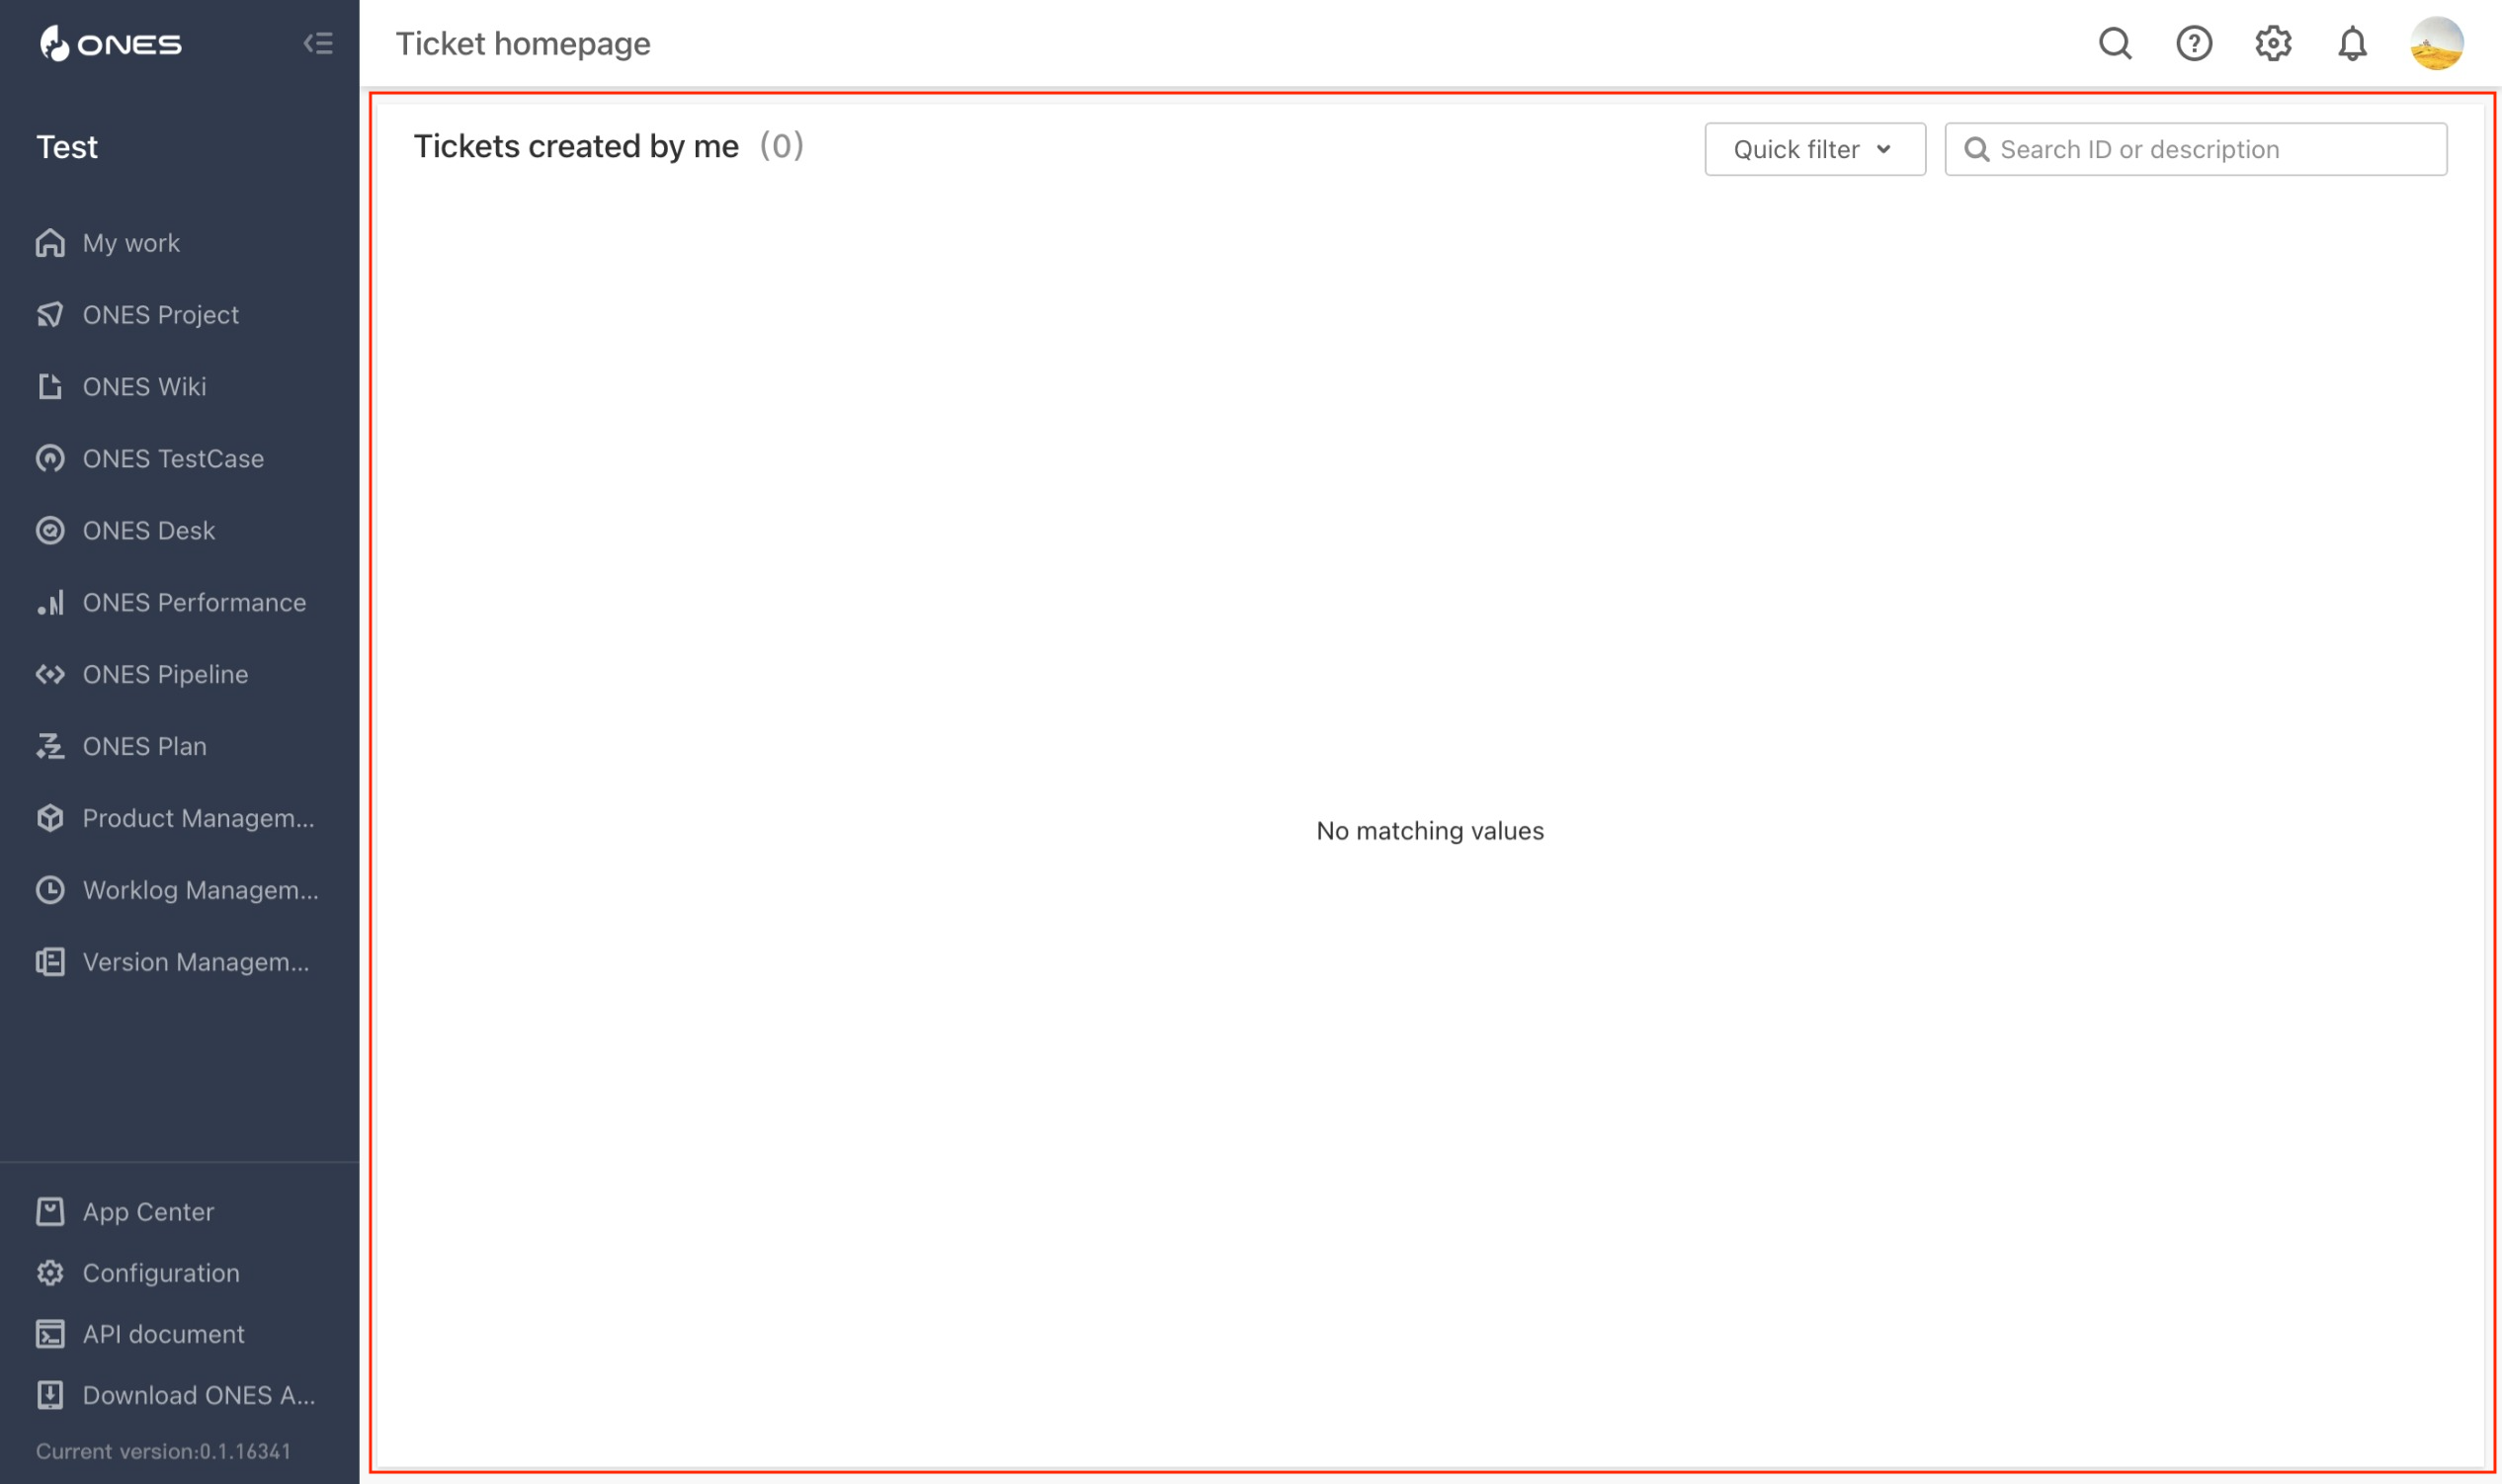 ONES
Ticket homepage
Test
My work
ONES Project
ONES Wiki
ONES TestCase
ONES Desk
ONES Performance
ONES Pipeline
ONES Plan
Product Managem...
Worklog Managem...
Version Managem...
App Center
Configuration
API document
Download ONES A...
Current version:0.1.16341
Tickets created by me (0)
Quick filter
Search ID or description
No matching values